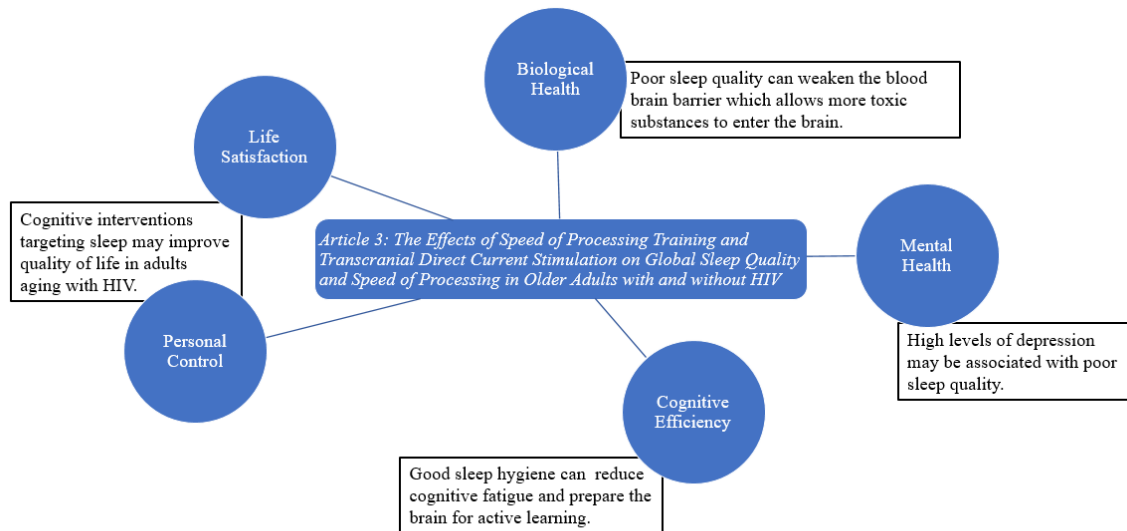 Biological
Health
Poor sleep quality can weaken the blood
brain barrier which allows more toxic
substances to enter the brain.
Life
Satisfaction
Cognitive interventions
targeting sleep may improve
quality of life in adults
aging with HIV.
Article 3: The Effects of Speed of Processing Training and
Transcranial Direct Current Stimulation on Global Sleep Quality
and Speed of Processing in Older Adults with and without HIV
Mental
Health
High levels of depression
may be associated with poor
sleep quality.
Personal
Control
Cognitive
Efficiency
Good sleep hygiene can  reduce
cognitive fatigue and prepare the
brain for active learning.